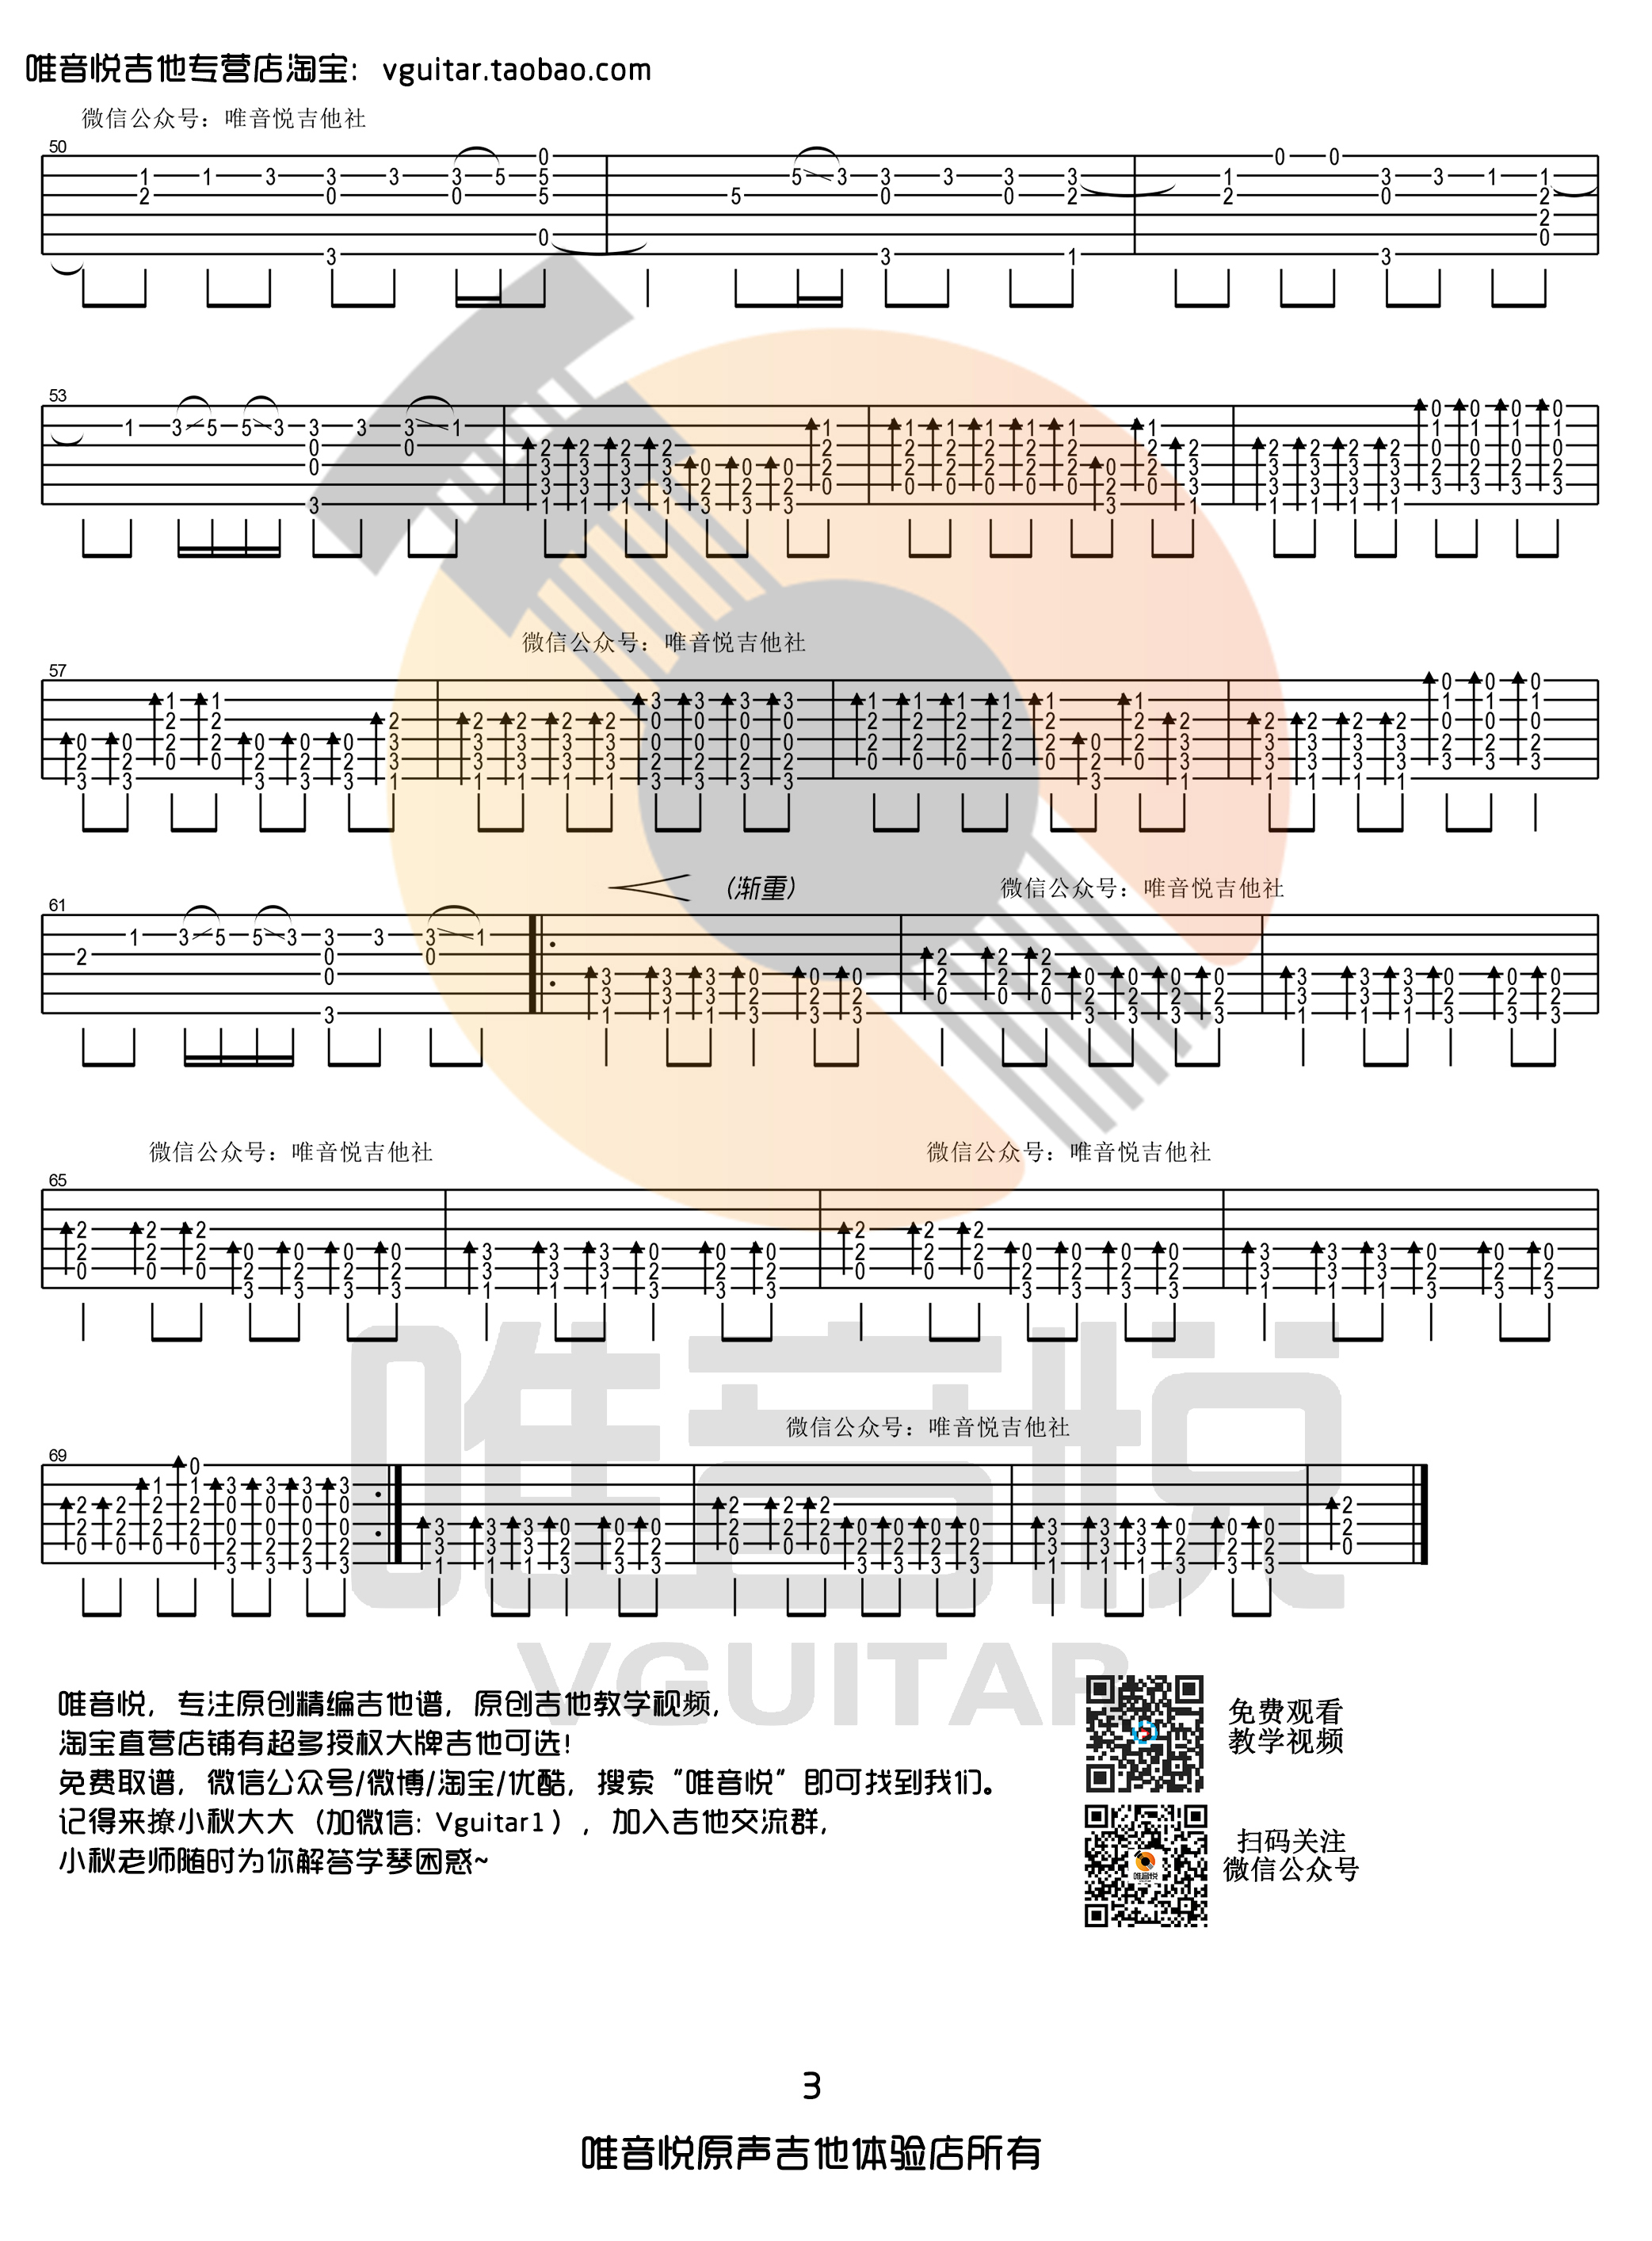 唯音悦吉他专营店淘宝：vguitar.taobao.com
微信公众号：唯音悦吉他社
50
53
微信公众号：唯音悦吉他社
57
(渐重)
微信公众号：唯音悦吉他社
61
微信公众号：唯音悦吉他社
微信公众号：唯音悦吉他社
65
微信公众号：唯音悦吉他社
69
唯音悦
VGUITAR
唯音悦，专注原创精编吉他谱，原创吉他教学视频，
淘宝直营店铺有超多授权大牌吉他可选！
免费取谱，微信公众号/微博/淘宝/优酷，搜索“唯音悦”即可找到我们。
记得来撩小秋大大（加微信：Vguitar1），加入吉他交流群，
小秋老师随时为你解答学琴困惑~
免费观看
教学视频
唯音悦
扫码关注
微信公众号
3
唯音悦原声吉他体验店所有